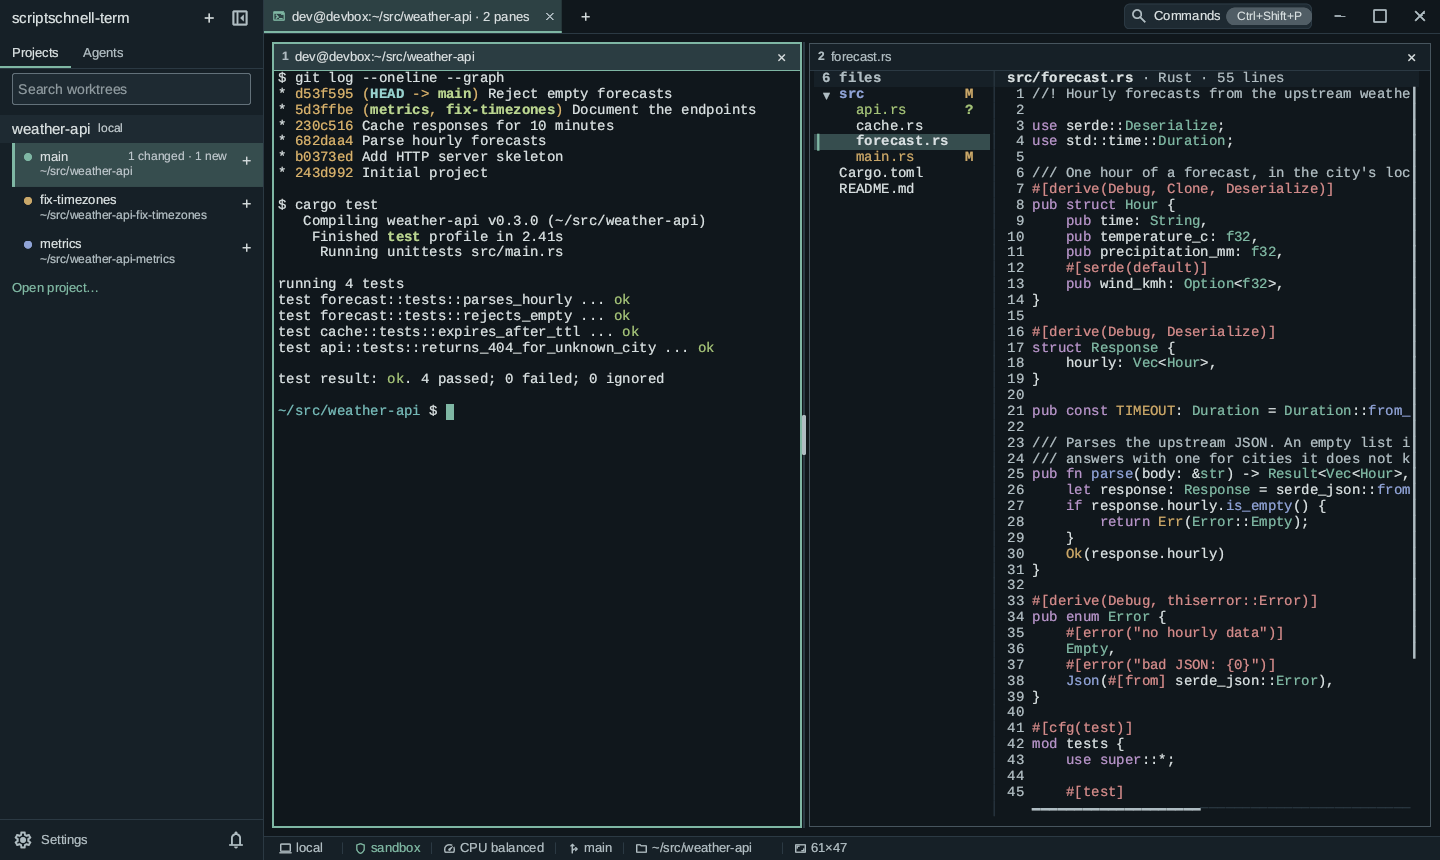 scriptschnell-term
Projects Agents
Search worktrees
weather-api local
main 1 changed · 1 new +
~/src/weather-api
fix-timezones +
~/src/weather-api-fix-timezones
metrics +
~/src/weather-api-metrics
Open project...
Settings
dev@devbox:~/src/weather-api · 2 panes × +
Commands Ctrl+Shift+P
1 dev@devbox:~/src/weather-api ×
$ git log --oneline --graph
* d53f595 (HEAD -> main) Reject empty forecasts
* 5d3ffbe (metrics, fix-timezones) Document the endpoints
* 230c516 Cache responses for 10 minutes
* 682daa4 Parse hourly forecasts
* b0373ed Add HTTP server skeleton
* 243d992 Initial project
$ cargo test
Compiling weather-api v0.3.0 (~/src/weather-api)
Finished test profile in 2.41s
Running unittests src/main.rs
running 4 tests
test forecast::tests::parses_hourly ... ok
test forecast::tests::rejects_empty ... ok
test cache::tests::expires_after_ttl ... ok
test api::tests::returns_404_for_unknown_city ... ok
test result: ok. 4 passed; 0 failed; 0 ignored
~/src/weather-api $
2 forecast.rs ×
6 files
▼ src M
api.rs ?
cache.rs
forecast.rs
main.rs M
Cargo.toml
README.md
src/forecast.rs · Rust · 55 lines
1 //! Hourly forecasts from the upstream weathe
2
3 use serde::Deserialize;
4 use std::time::Duration;
5
6 /// One hour of a forecast, in the city's loc
7 #[derive(Debug, Clone, Deserialize)]
8 pub struct Hour {
9 pub time: String,
10 pub temperature_c: f32,
11 pub precipitation_mm: f32,
12 #[serde(default)]
13 pub wind_kmh: Option<f32>,
14 }
15
16 #[derive(Debug, Deserialize)]
17 struct Response {
18 hourly: Vec<Hour>,
19 }
20
21 pub const TIMEOUT: Duration = Duration::from_
22
23 /// Parses the upstream JSON. An empty list i
24 /// answers with one for cities it does not k
25 pub fn parse(body: &str) -> Result<Vec<Hour>,
26 let response: Response = serde_json::from
27 if response.hourly.is_empty() {
28 return Err(Error::Empty);
29 }
30 Ok(response.hourly)
31 }
32
33 #[derive(Debug, thiserror::Error)]
34 pub enum Error {
35 #[error("no hourly data")]
36 Empty,
37 #[error("bad JSON: {0}")]
38 Json(#[from] serde_json::Error),
39 }
40
41 #[cfg(test)]
42 mod tests {
43 use super::*;
44
45 #[test]
local sandbox CPU balanced main ~/src/weather-api 61×47